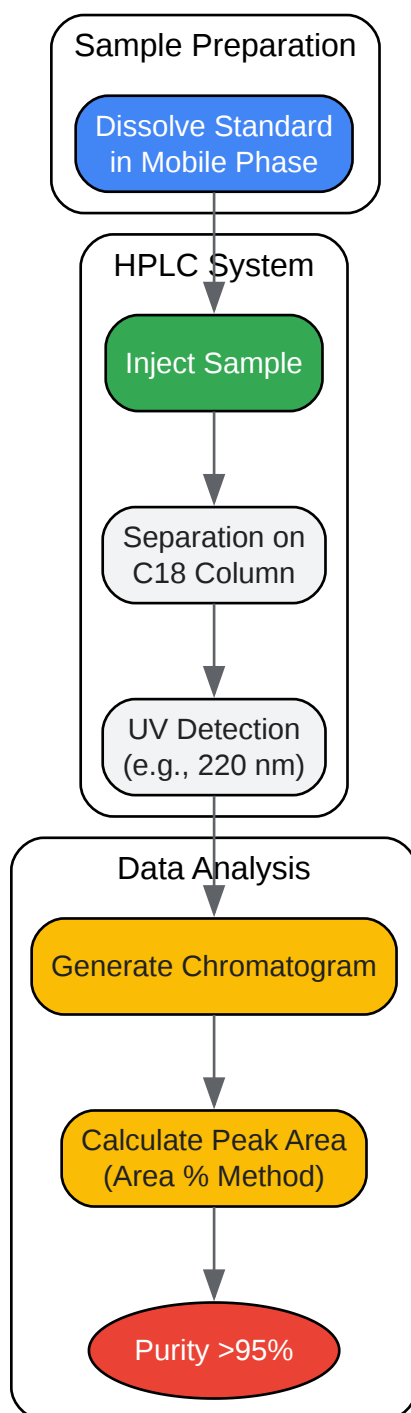 Sample Preparation
Dissolve Standard
in Mobile Phase
HPLC System
Inject Sample
Separation on
C18 Column
UV Detection
(e.g., 220 nm)
Data Analysis
Generate Chromatogram
Calculate Peak Area
(Area % Method)
Purity >95%